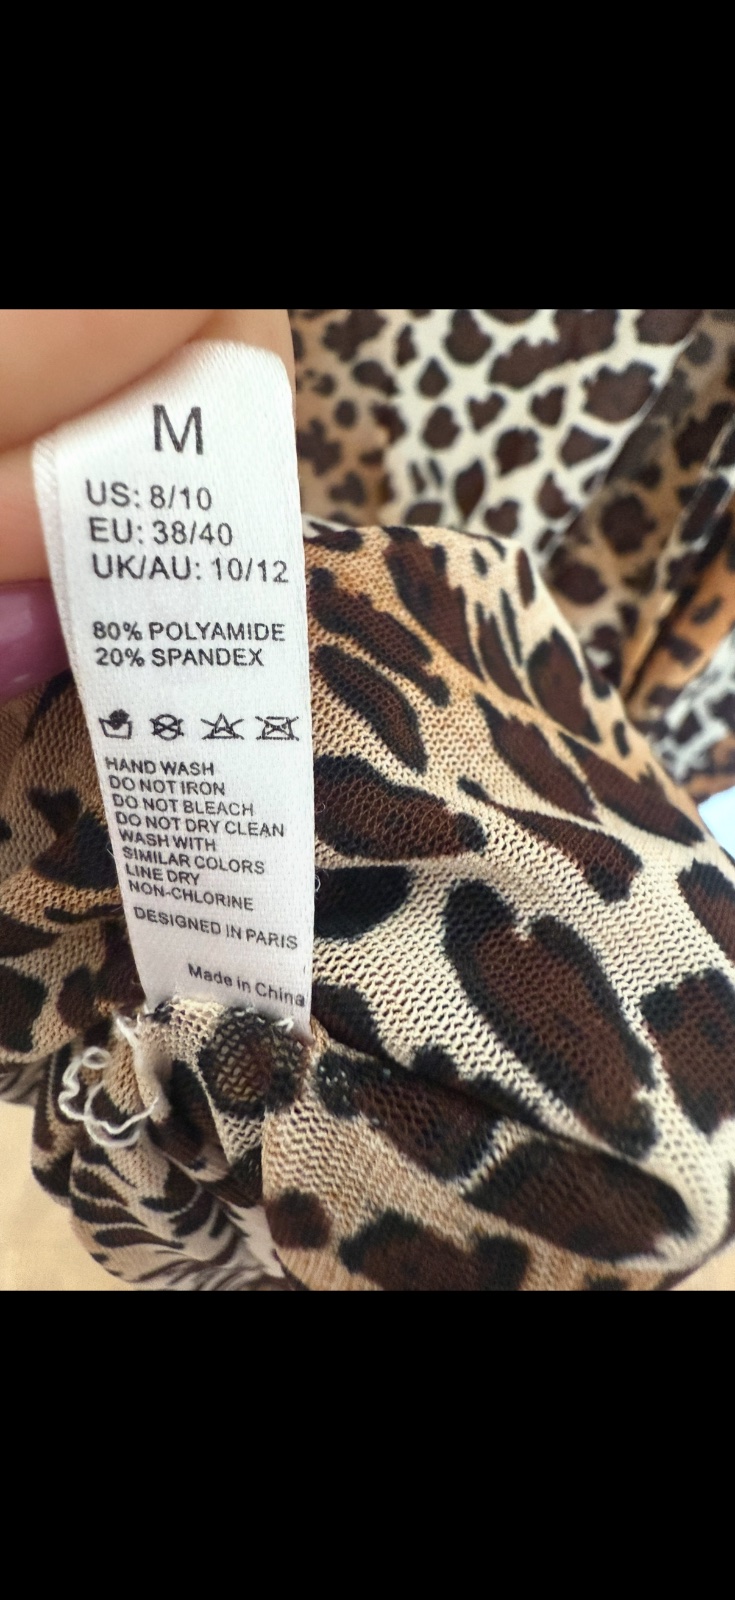 M
US: 8/10
EU: 38/40
UK/AU: 10/12
80% POLYAMIDE
20% SPANDEX
HAND WASH
DO NOT IRON
DO NOT BLEACH
DO NOT DRY CLEAN
WASH WITH
SIMILAR COLORS
LINE DRY
NON-CHLORINE
DESIGNED IN PARIS
Made in China